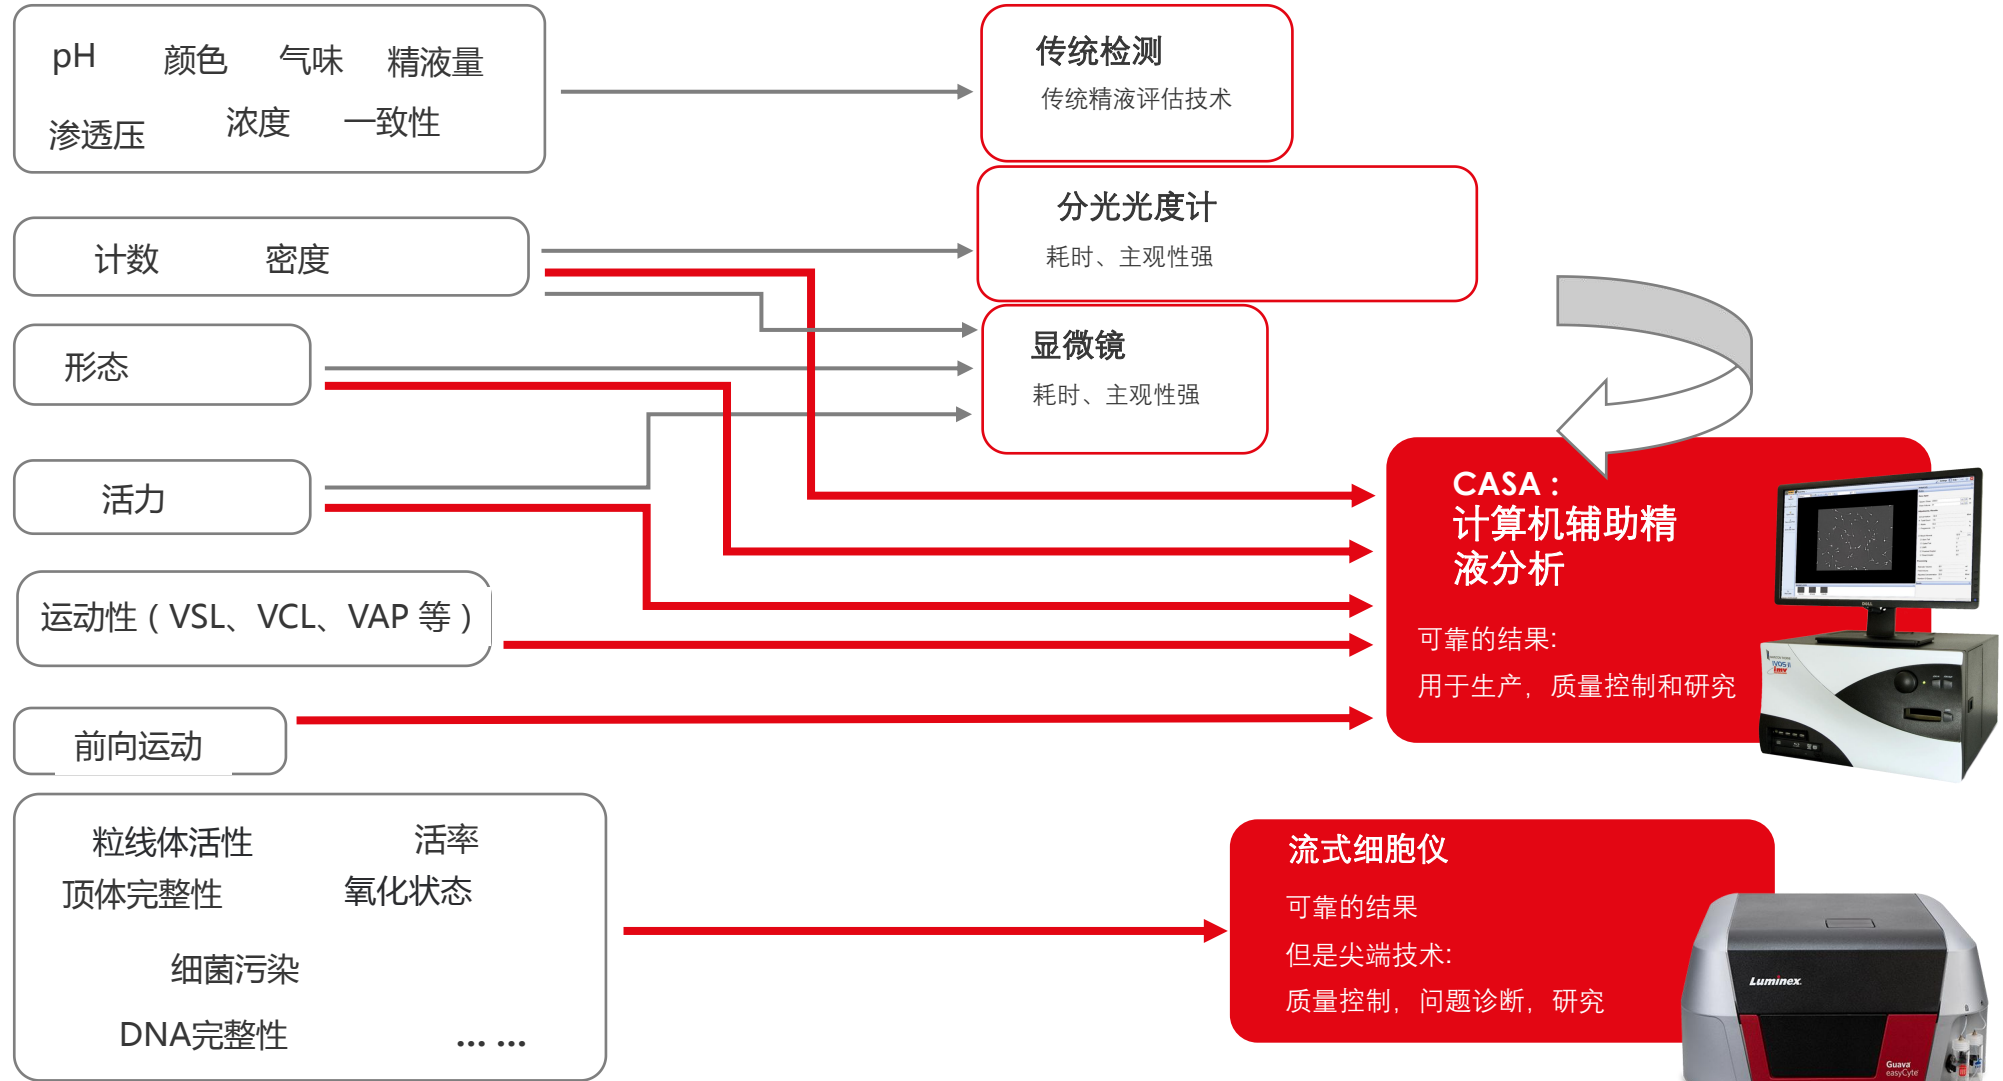 pH 颜色 气味 精液量
渗透压 浓度 一致性
传统检测
传统精液评估技术
计数 密度
分光光度计
耗时、主观性强
形态
显微镜
耗时、主观性强
活力
CASA :
计算机辅助精
液分析
运动性（VSL、VCL、VAP 等）
可靠的结果:
用于生产，质量控制和研究
前向运动
粒线体活性 活率
顶体完整性 氧化状态
细菌污染
DNA完整性 ... ...
流式细胞仪
可靠的结果
但是尖端技术:
质量控制，问题诊断，研究
DELL
IVOS II
imv
Luminex
Guava
easyCyte